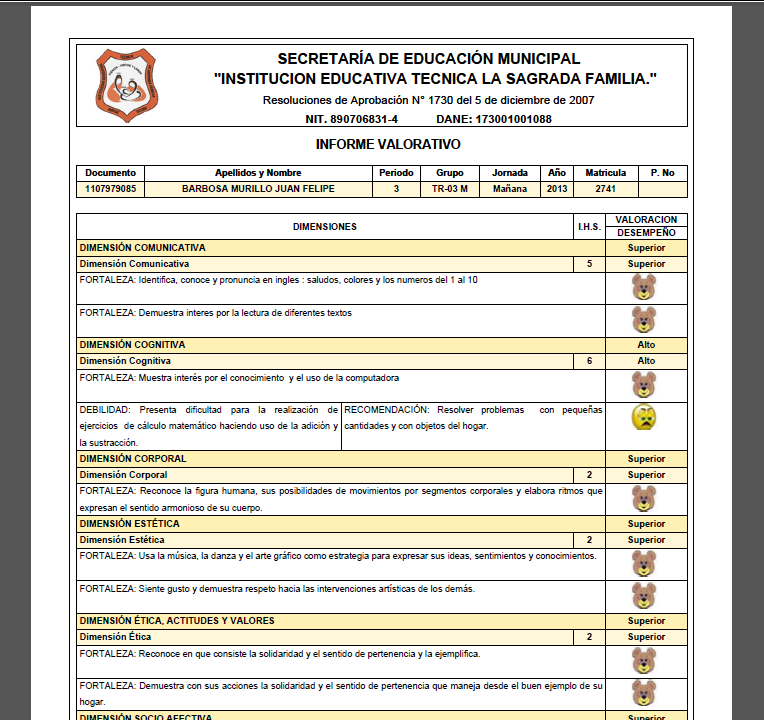 SECRETARÍA DE EDUCACIÓN MUNICIPAL
"INSTITUCION EDUCATIVA TECNICA LA SAGRADA FAMILIA."
Resoluciones de Aprobación N° 1730 del 5 de diciembre de 2007
NIT. 890706831-4 DANE: 173001001088
INFORME VALORATIVO
Documento Apellidos y Nombre Periodo Grupo Jornada Año Matricula P. No
1107979085 BARBOSA MURILLO JUAN FELIPE 3 TR-03 M Mañana 2013 2741
DIMENSIONES I.H.S. VALORACION
DESEMPEÑO
DIMENSIÓN COMUNICATIVA Superior
Dimensión Comunicativa 5 Superior
FORTALEZA: Identifica, conoce y pronuncia en ingles : saludos, colores y los numeros del 1 al 10
FORTALEZA: Demuestra interes por la lectura de diferentes textos
DIMENSIÓN COGNITIVA Alto
Dimensión Cognitiva 6 Alto
FORTALEZA: Muestra interés por el conocimiento y el uso de la computadora
DEBILIDAD: Presenta dificultad para la realización de
ejercicios de cálculo matemático haciendo uso de la adición y
la sustracción.
RECOMENDACIÓN: Resolver problemas con pequeñas
cantidades y con objetos del hogar.
DIMENSIÓN CORPORAL Superior
Dimensión Corporal 2 Superior
FORTALEZA: Reconoce la figura humana, sus posibilidades de movimientos por segmentos corporales y elabora ritmos que
expresan el sentido armonioso de su cuerpo.
DIMENSIÓN ESTÉTICA Superior
Dimensión Estética 2 Superior
FORTALEZA: Usa la música, la danza y el arte gráfico como estrategia para expresar sus ideas, sentimientos y conocimientos.
FORTALEZA: Siente gusto y demuestra respeto hacia las intervenciones artísticas de los demás.
DIMENSIÓN ÉTICA, ACTITUDES Y VALORES Superior
Dimensión Ética 2 Superior
FORTALEZA: Reconoce en que consiste la solidaridad y el sentido de pertenencia y la ejemplifica.
FORTALEZA: Demuestra con sus acciones la solidaridad y el sentido de pertenencia que maneja desde el buen ejemplo de su
hogar.
DIMENSIÓN SOCIO AFECTIVA Superior